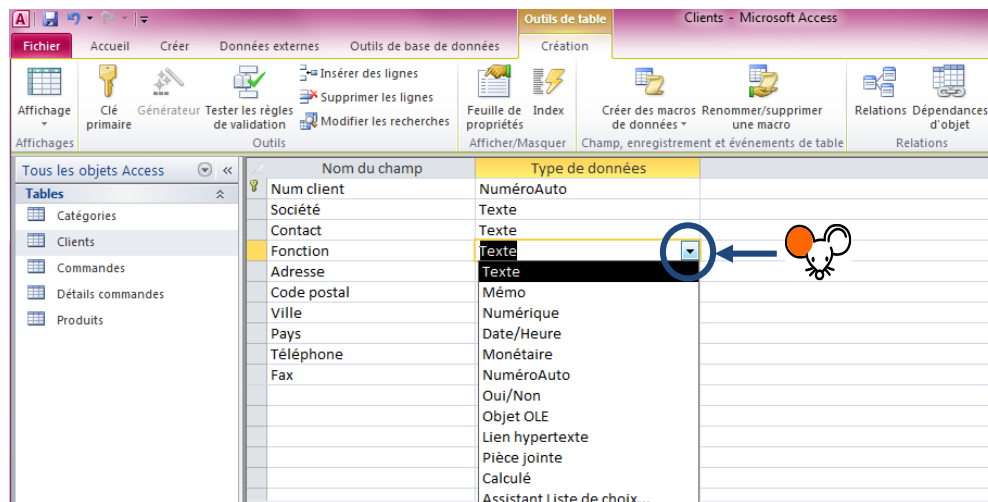 Outils de table
Clients - Microsoft Access
Fichier Accueil Créer Données externes Outils de base de données Création
Affichage
Clé primaire
Générateur
Tester les règles de validation
Insérer des lignes
Supprimer les lignes
Modifier les recherches
Feuille de propriétés
Index
Créer des macros de données
Renommer/supprimer une macro
Relations
Dépendances d'objet
Affichages Outils Afficher/Masquer Champ, enregistrement et événements de table Relations
Tous les objets Access
Tables
Catégories
Clients
Commandes
Détails commandes
Produits
Nom du champ Type de données
Num client NuméroAuto
Société Texte
Contact Texte
Fonction Texte
Adresse
Code postal
Ville
Pays
Téléphone
Fax
Texte
Mémo
Numérique
Date/Heure
Monétaire
NuméroAuto
Oui/Non
Objet OLE
Lien hypertexte
Pièce jointe
Calculé
Assistant Liste de choix...